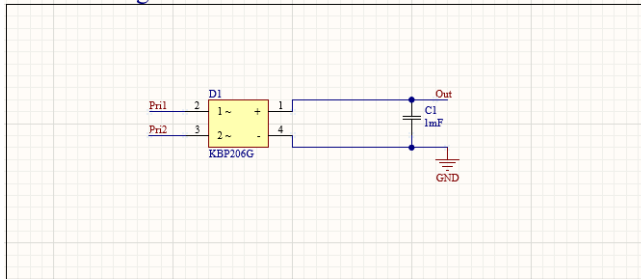 D1
Pri1 2 1 ~ + 1 Out
C1
1mF
Pri2 3 2 ~ - 4
KBP206G
GND